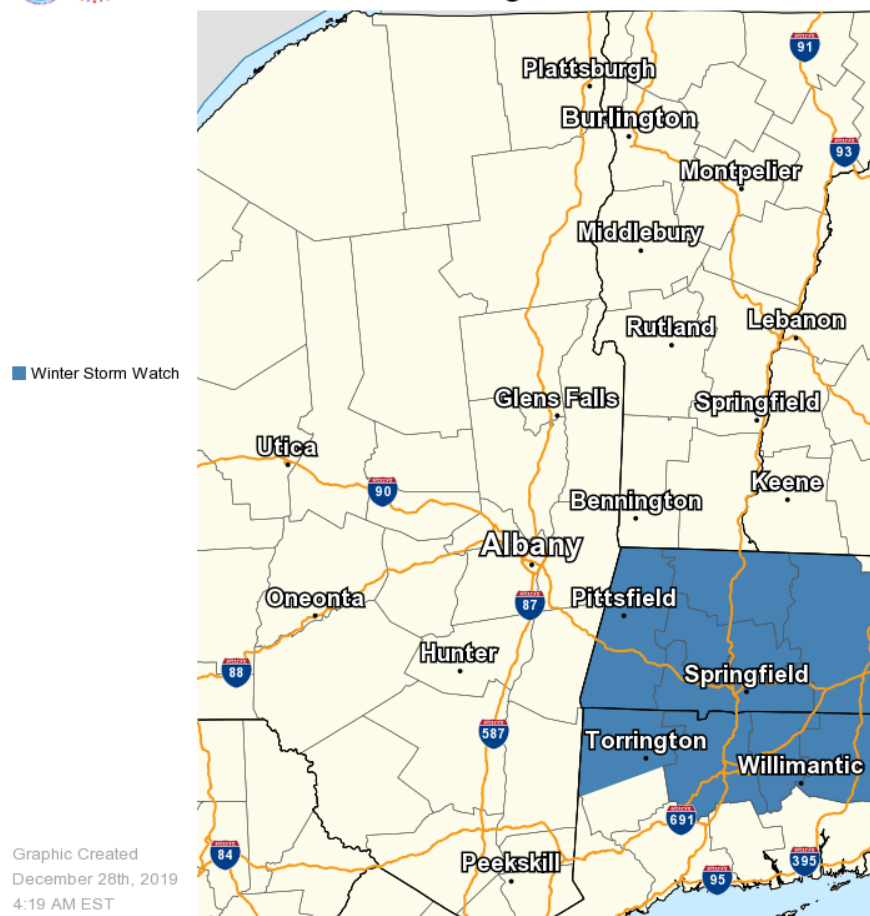 91
Plattsburgh
Burlington
93
Montpelier
Middlebury
Rutland
Lebanon
Winter Storm Watch
Glens Falls
Springfield
Utica
90
Keene
Bennington
Albany
Oneonta
87
Pittsfield
Hunter
88
Springfield
587
Torrington
Willimantic
691
84
Peekskill
95
395
Graphic Created
December 28th, 2019
4:19 AM EST